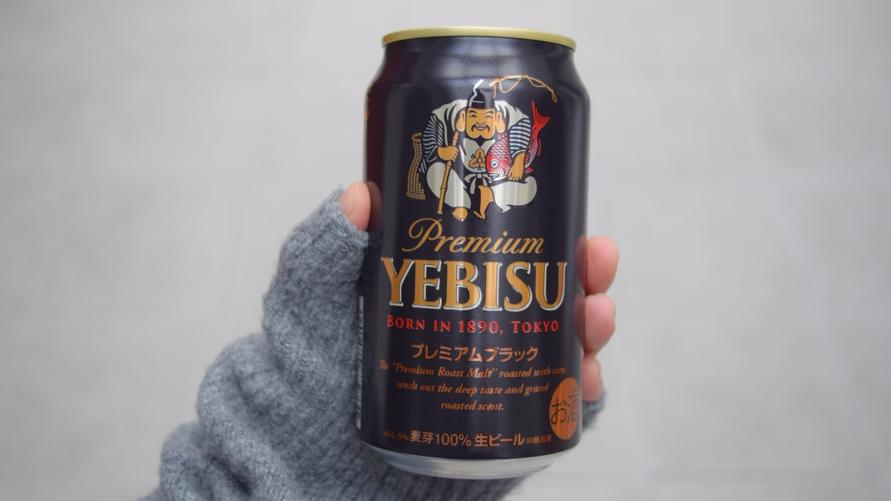 Premium
YEBISU
BORN IN 1890, TOKYO
プレミアムブラック
The "Premium Roast Malt" roasted with care,
sends out the deep taste and grand
roasted scent.
お酒
ALC. 5% 麦芽100% 生ビール